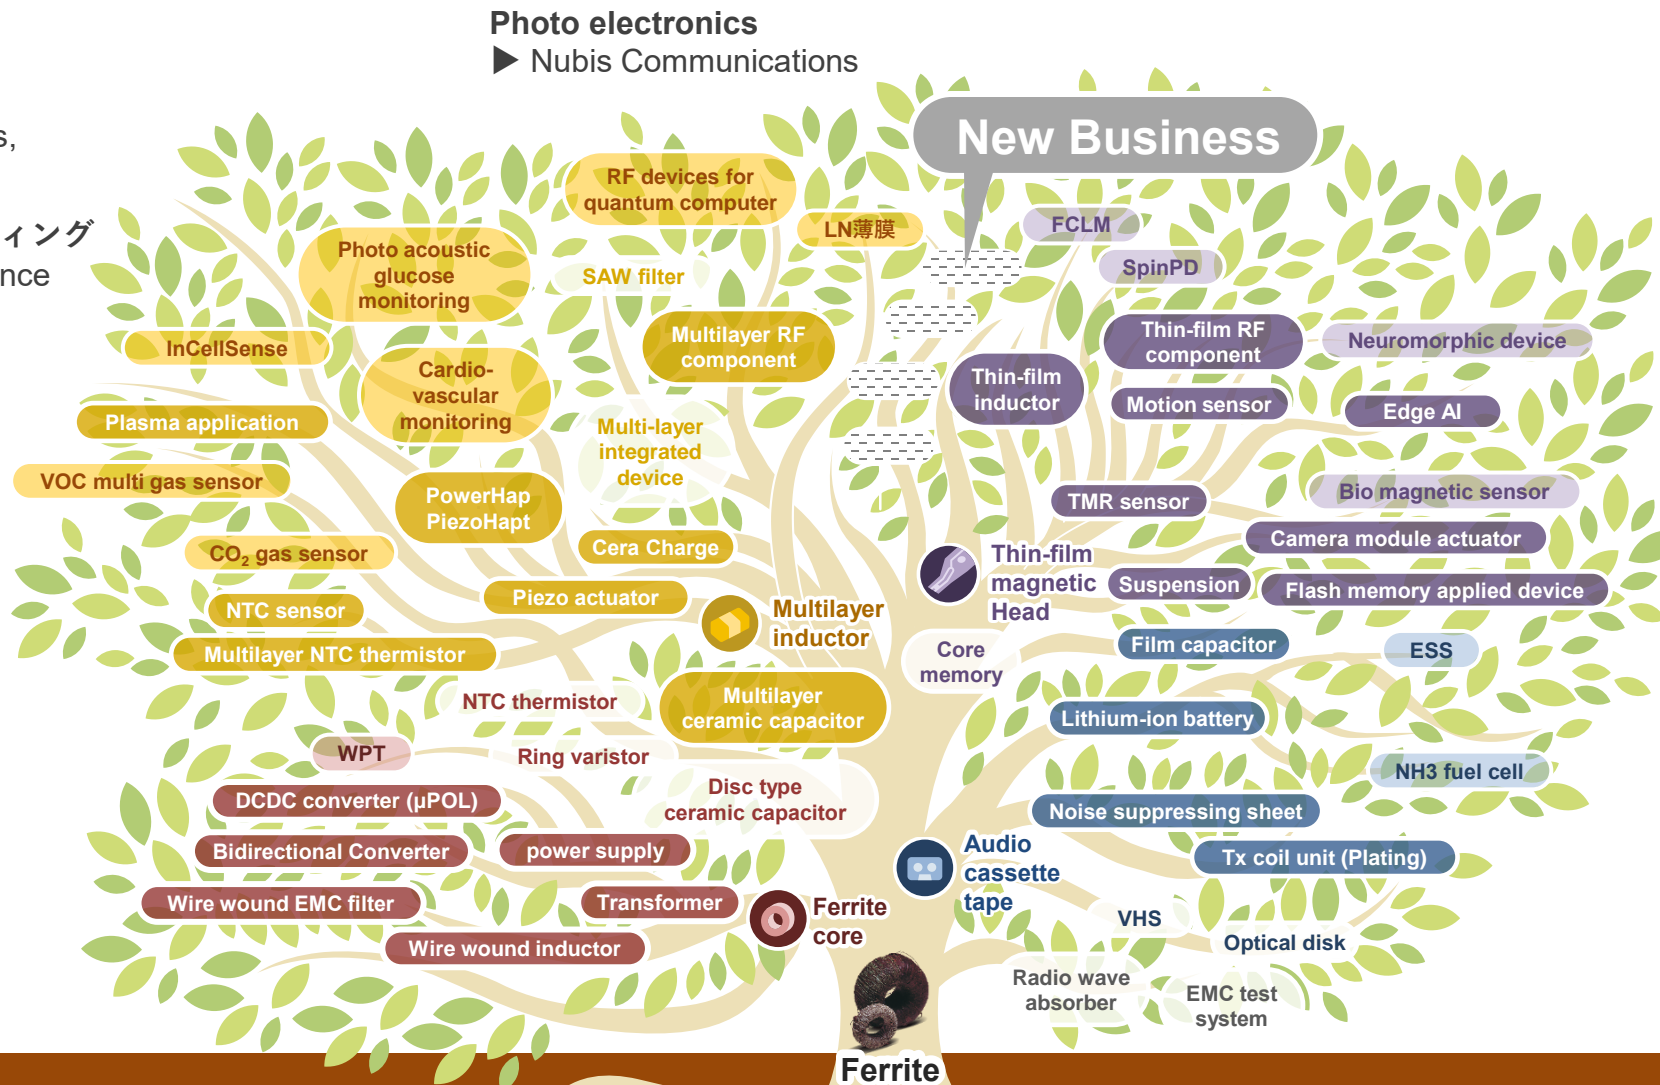 Photo electronics
▶ Nubis Communications
s,
ィング
nce
New Business
RF devices for
quantum computer
LN薄膜
FCLM
Photo acoustic
glucose
monitoring
SAW filter
SpinPD
InCellSense
Multilayer RF
component
Thin-film RF
component
Neuromorphic device
Cardio-
vascular
monitoring
Thin-film
inductor
Motion sensor
Edge AI
Plasma application
Multi-layer
integrated
device
VOC multi gas sensor
PowerHap
PiezoHapt
TMR sensor
Bio magnetic sensor
CO₂ gas sensor
Cera Charge
Camera module actuator
Thin-film
magnetic
Head
Suspension
Flash memory applied device
NTC sensor
Piezo actuator
Multilayer
inductor
Multilayer NTC thermistor
Core
memory
Film capacitor
ESS
NTC thermistor
Multilayer
ceramic capacitor
Lithium-ion battery
WPT
Ring varistor
NH3 fuel cell
DCDC converter (μPOL)
Disc type
ceramic capacitor
Noise suppressing sheet
Bidirectional Converter
power supply
Audio
cassette
tape
Tx coil unit (Plating)
Wire wound EMC filter
Transformer
Ferrite
core
VHS
Optical disk
Wire wound inductor
Radio wave
absorber
EMC test
system
Ferrite